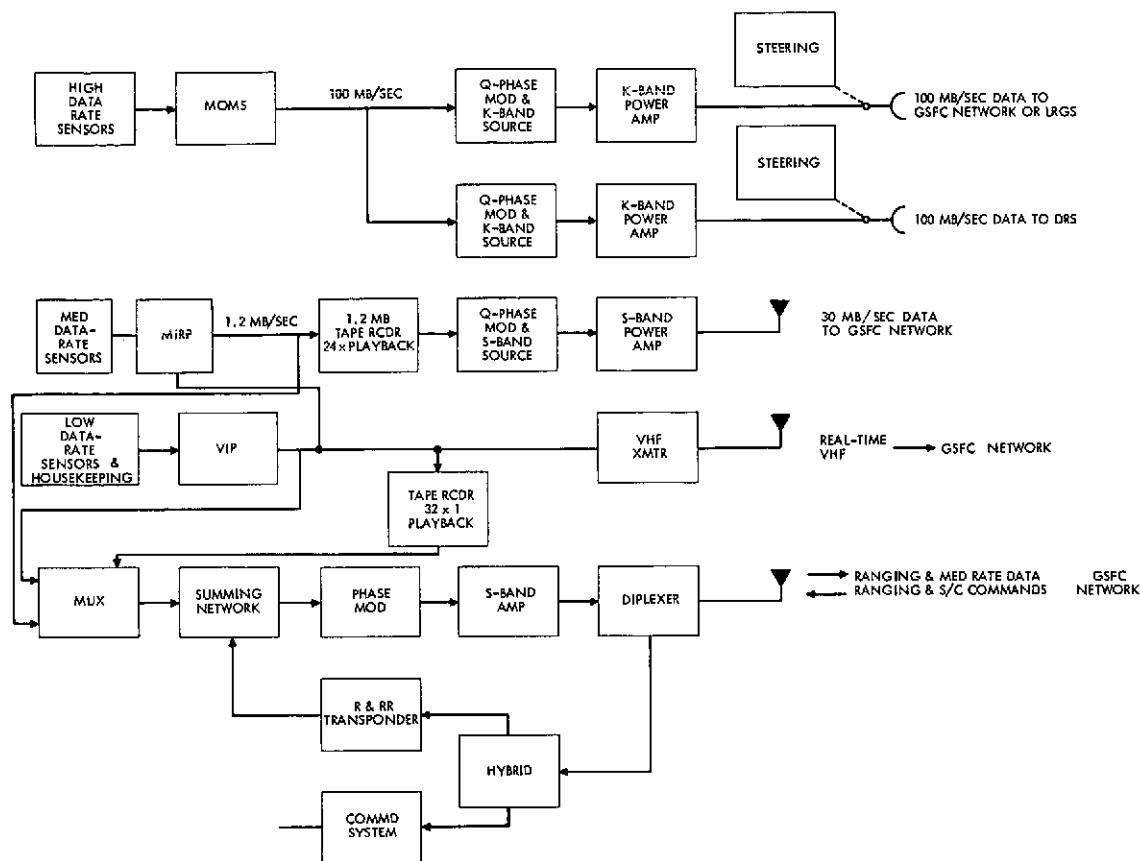 STEERING
HIGH
DATA
RATE
SENSORS
MOMS
100 MB/SEC
Q-PHASE
MOD &
K-BAND
SOURCE
K-BAND
POWER
AMP
100 MB/SEC DATA TO
GSFC NETWORK OR LRGS
STEERING
Q-PHASE
MOD &
K-BAND
SOURCE
K-BAND
POWER
AMP
100 MB/SEC DATA TO DRS
MED
DATA-
RATE
SENSORS
MIRP
1.2 MB/SEC
1.2 MB
TAPE RCDR
24 x PLAYBACK
Q-PHASE
MOD &
S-BAND
SOURCE
S-BAND
POWER
AMP
30 MB/SEC DATA
TO GSFC NETWORK
LOW
DATA-
RATE
SENSORS &
HOUSEKEEPING
VIP
VHF
XMTR
REAL-TIME
VHF
GSFC NETWORK
TAPE RCDR
32 x 1
PLAYBACK
MUX
SUMMING
NETWORK
PHASE
MOD
S-BAND
AMP
DIPLEXER
RANGING & MED RATE DATA
RANGING & S/C COMMANDS
GSFC
NETWORK
R & RR
TRANSPONDER
HYBRID
COMMD
SYSTEM